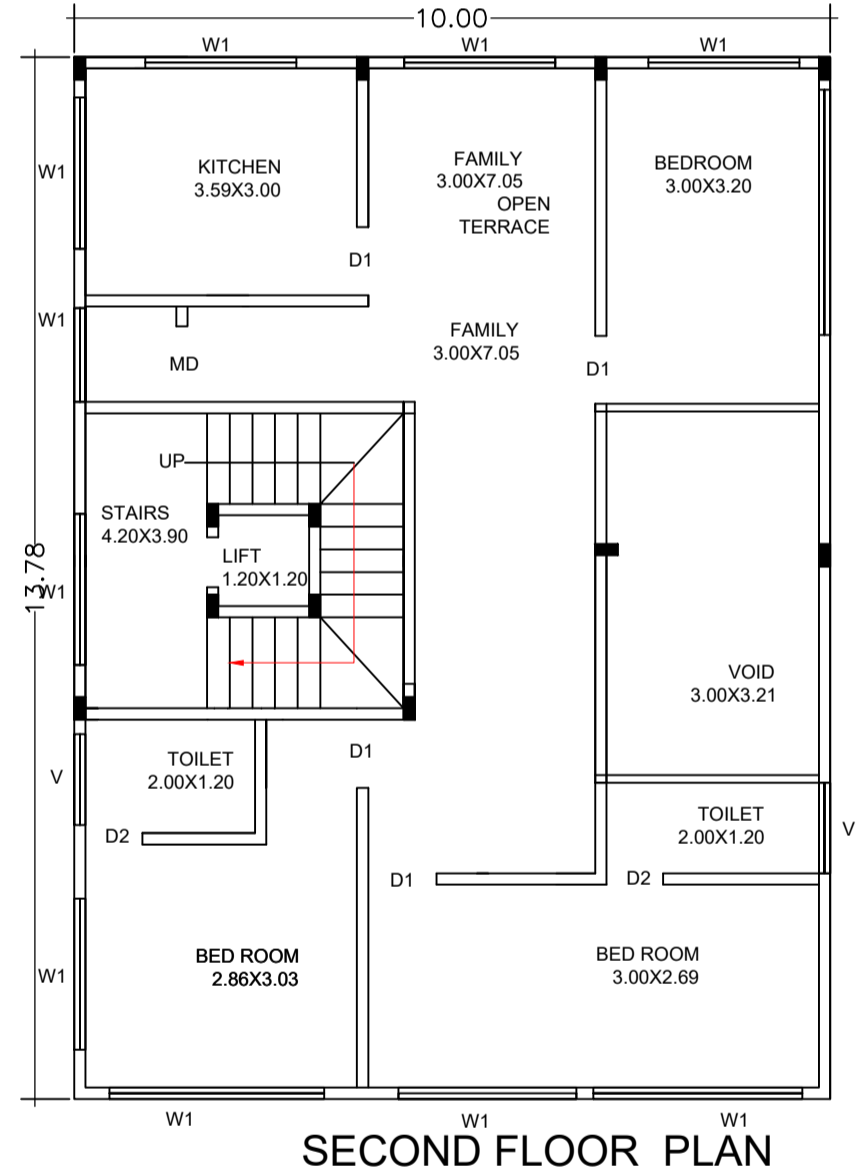 10.00
W1
W1
W1
W1
KITCHEN
3.59X3.00
FAMILY
3.00X7.05
OPEN
TERRACE
BEDROOM
3.00X3.20
D1
W1
FAMILY
3.00X7.05
MD
D1
UP
STAIRS
4.20X3.90
LIFT
1.20X1.20
13.78
W1
VOID
3.00X3.21
D1
TOILET
2.00X1.20
V
D2
TOILET
2.00X1.20
V
D1
D2
BED ROOM
2.86X3.03
BED ROOM
3.00X2.69
W1
W1
W1
W1
SECOND FLOOR PLAN